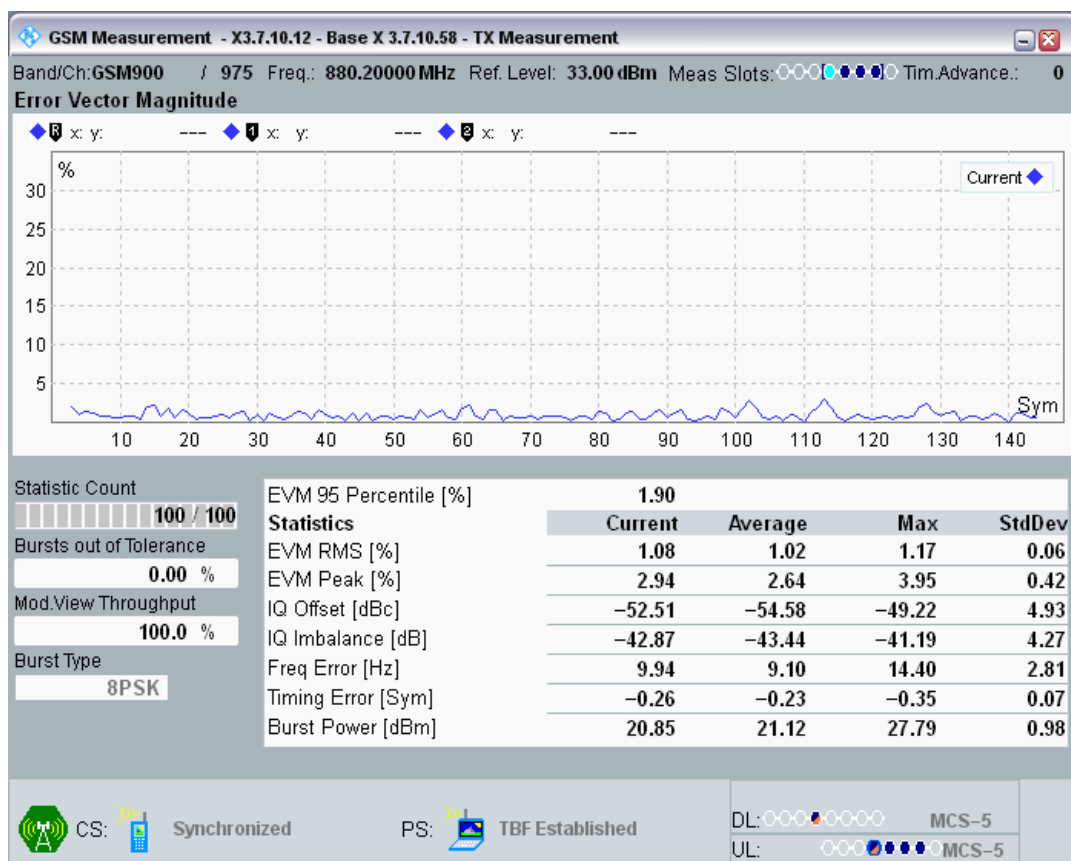 GSM Measurement - X3.7.10.12 - Base X 3.7.10.58 - TX Measurement
Band/Ch:GSM900 / 975 Freq.: 880.20000 MHz Ref. Level: 33.00 dBm Meas Slots: Tim.Advance.: 0
Error Vector Magnitude
R x: y: --- 1 x: y: --- 2 x: y: ---
%
Current
30
25
20
15
10
5
Sym
10 20 30 40 50 60 70 80 90 100 110 120 130 140
Statistic Count
100 / 100
Bursts out of Tolerance
0.00 %
Mod.View Throughput
100.0 %
Burst Type
8PSK
EVM 95 Percentile [%] 1.90
Statistics Current Average Max StdDev
EVM RMS [%] 1.08 1.02 1.17 0.06
EVM Peak [%] 2.94 2.64 3.95 0.42
IQ Offset [dBc] −52.51 −54.58 −49.22 4.93
IQ Imbalance [dB] −42.87 −43.44 −41.19 4.27
Freq Error [Hz] 9.94 9.10 14.40 2.81
Timing Error [Sym] −0.26 −0.23 −0.35 0.07
Burst Power [dBm] 20.85 21.12 27.79 0.98
CS: Synchronized PS: TBF Established
DL: MCS−5
UL: MCS−5